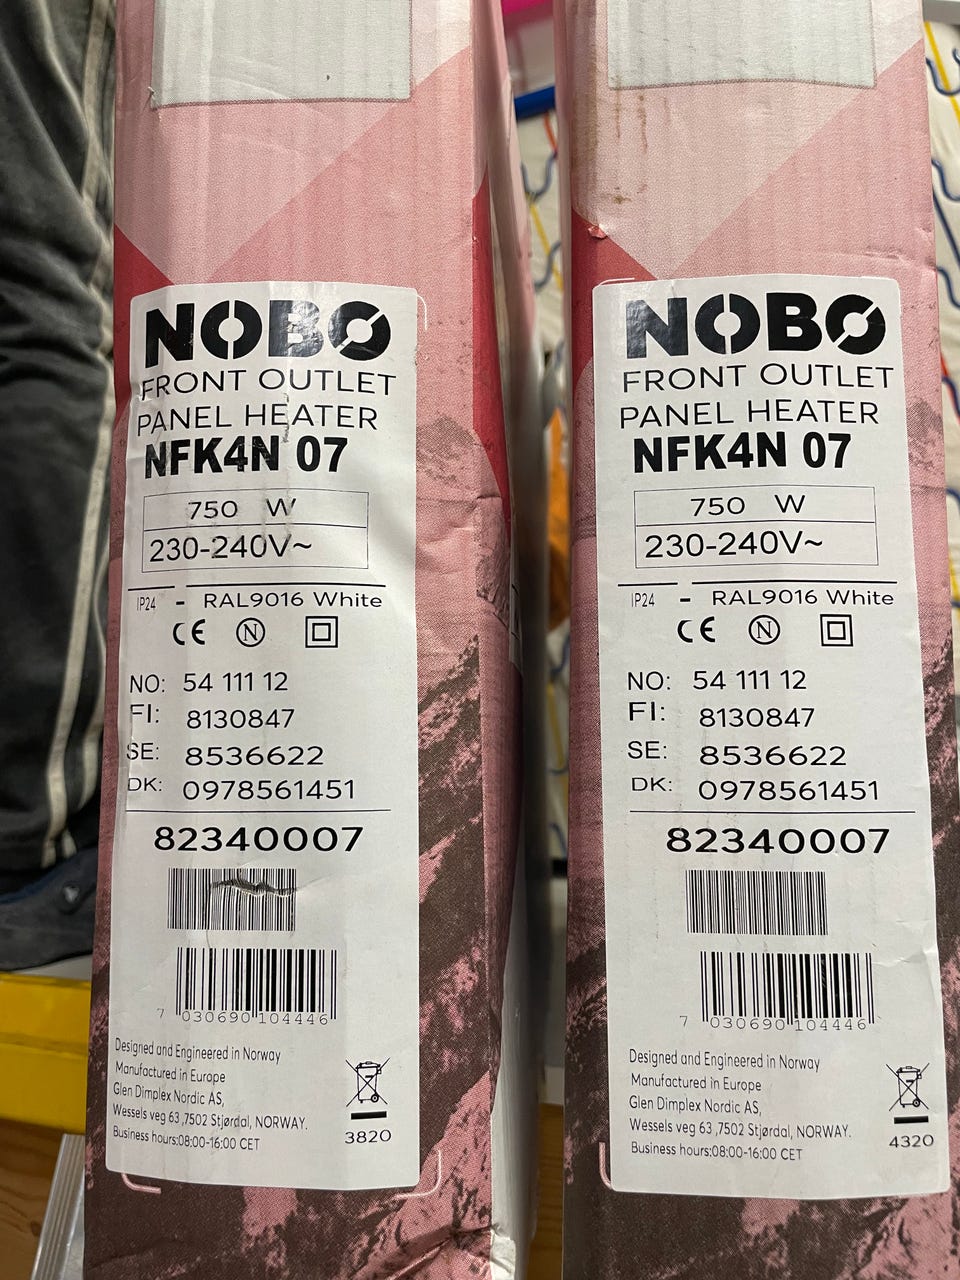 NOBO
FRONT OUTLET
PANEL HEATER
NFK4N 07
750 W
230-240V~
IP24 - RAL9016 White
CE N
NO: 54 111 12
FI: 8130847
SE: 8536622
DK: 0978561451
82340007
7 030690 104446
Designed and Engineered in Norway
Manufactured in Europe
Glen Dimplex Nordic AS,
Wessels veg 63 ,7502 Stjørdal, NORWAY.
Business hours:08:00-16:00 CET
3820
NOBO
FRONT OUTLET
PANEL HEATER
NFK4N 07
750 W
230-240V~
IP24 - RAL9016 White
CE N
NO: 54 111 12
FI: 8130847
SE: 8536622
DK: 0978561451
82340007
7 030690 104446
Designed and Engineered in Norway
Manufactured in Europe
Glen Dimplex Nordic AS,
Wessels veg 63 ,7502 Stjørdal, NORWAY.
Business hours:08:00-16:00 CET
4320